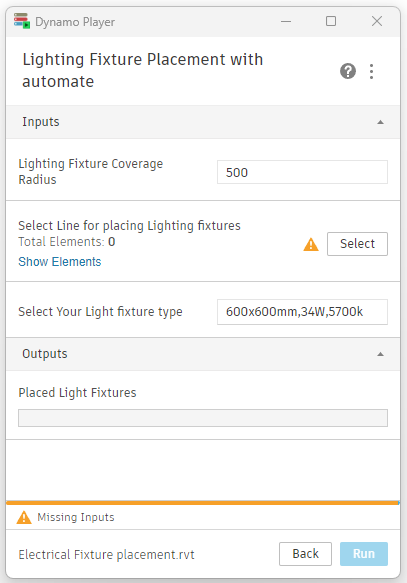 Dynamo Player
Lighting Fixture Placement with
automate
Inputs
Lighting Fixture Coverage
Radius
500
Select Line for placing Lighting fixtures
Total Elements: 0
Show Elements
Select
Select Your Light fixture type
600x600mm,34W,5700k
Outputs
Placed Light Fixtures
Missing Inputs
Electrical Fixture placement.rvt
Back
Run